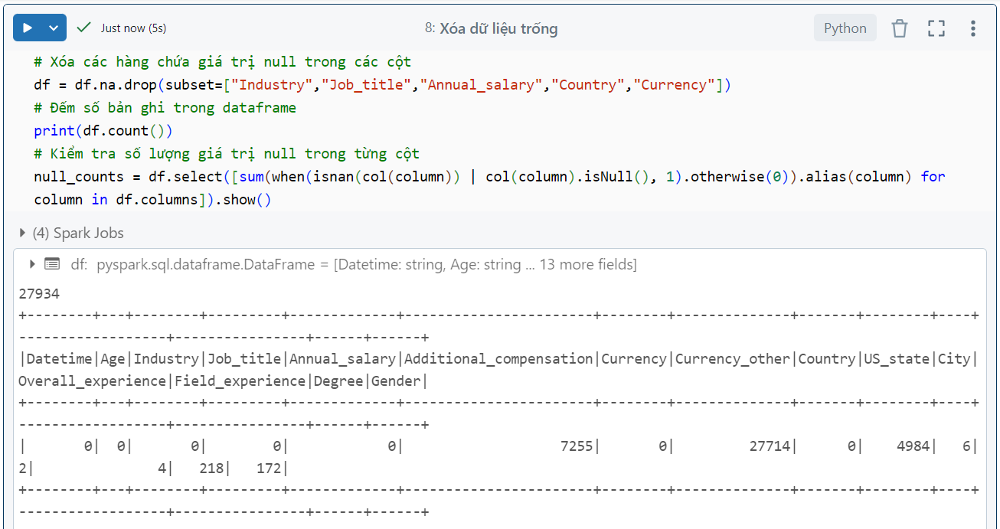 Just now (5s) 8: Xóa dữ liệu trống Python
# Xóa các hàng chứa giá trị null trong các cột
df = df.na.drop(subset=["Industry","Job_title","Annual_salary","Country","Currency"])
# Đếm số bản ghi trong dataframe
print(df.count())
# Kiểm tra số lượng giá trị null trong từng cột
null_counts = df.select([sum(when(isnan(col(column)) | col(column).isNull(), 1).otherwise(0)).alias(column) for
column in df.columns]).show()
(4) Spark Jobs
df: pyspark.sql.dataframe.DataFrame = [Datetime: string, Age: string ... 13 more fields]
27934
+--------+---+--------+---------+-------------+-----------------------+--------+--------------+-------+--------+----+
------------------+----------------+------+------+
|Datetime|Age|Industry|Job_title|Annual_salary|Additional_compensation|Currency|Currency_other|Country|US_state|City|
Overall_experience|Field_experience|Degree|Gender|
+--------+---+--------+---------+-------------+-----------------------+--------+--------------+-------+--------+----+
------------------+----------------+------+------+
|       0|  0|       0|        0|            0|                   7255|       0|         27714|      0|    4984|   6|
2|               4|   218|   172|
+--------+---+--------+---------+-------------+-----------------------+--------+--------------+-------+--------+----+
------------------+----------------+------+------+